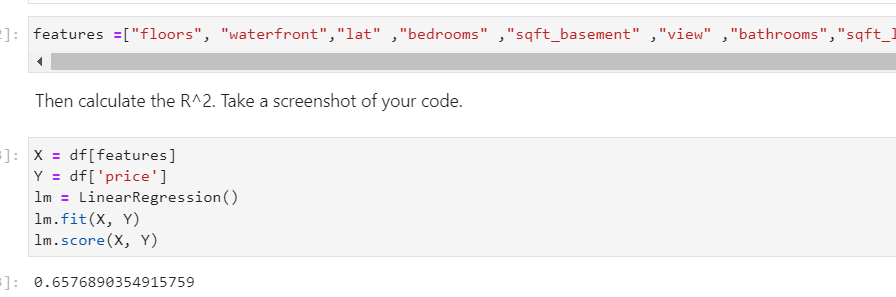 ]: features =["floors", "waterfront","lat" ,"bedrooms" ,"sqft_basement" ,"view" ,"bathrooms",
Then calculate the R^2. Take a screenshot of your code.
]: X = df[features]
Y = df['price']
lm = LinearRegression()
lm.fit(X, Y)
lm.score(X, Y)
]: 0.6576890354915759